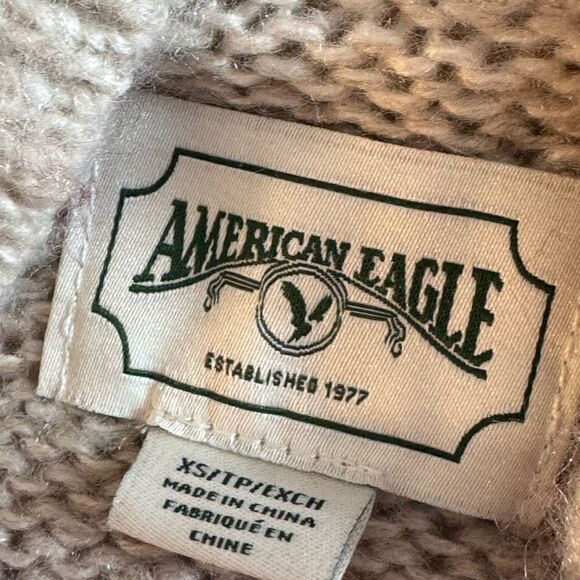 AMERICAN EAGLE
ESTABLISHED 1977
XS/TP/EXCH
MADE IN CHINA
FABRIQUÉ EN
CHINE